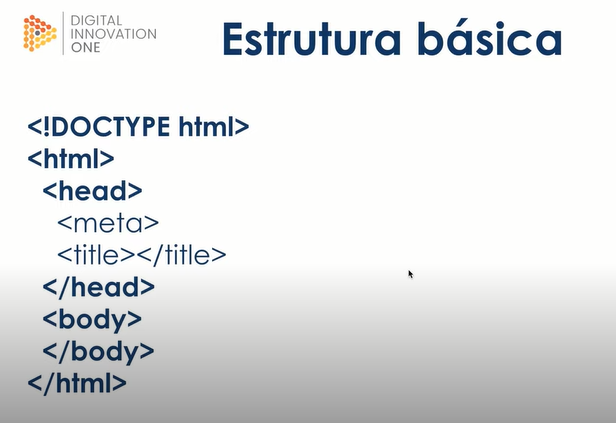 DIGITAL
INNOVATION
ONE
Estrutura básica
<!DOCTYPE html>
<html>
<head>
<meta>
<title></title>
</head>
<body>
</body>
</html>